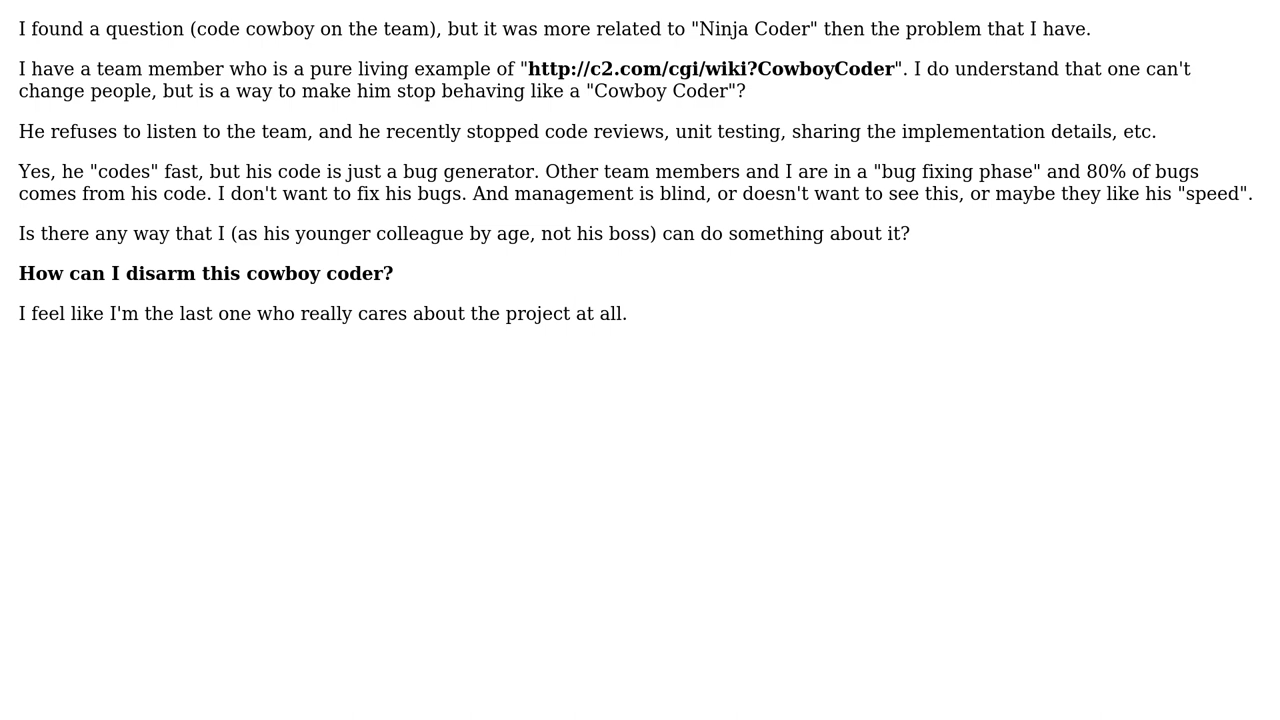 I found a question (code cowboy on the team), but it was more related to "Ninja Coder" then the problem that I have.
I have a team member who is a pure living example of "http://c2.com/cgi/wiki?CowboyCoder". I do understand that one can't
change people, but is a way to make him stop behaving like a "Cowboy Coder"?
He refuses to listen to the team, and he recently stopped code reviews, unit testing, sharing the implementation details, etc.
Yes, he "codes" fast, but his code is just a bug generator. Other team members and I are in a "bug fixing phase" and 80% of bugs
comes from his code. I don't want to fix his bugs. And management is blind, or doesn't want to see this, or maybe they like his "speed".
Is there any way that I (as his younger colleague by age, not his boss) can do something about it?
How can I disarm this cowboy coder?
I feel like I'm the last one who really cares about the project at all.